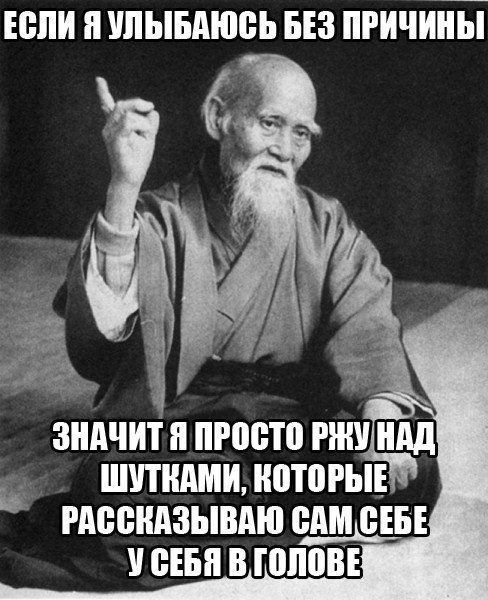 ЕСЛИ Я УЛЫБАЮСЬ БЕЗ ПРИЧИНЫ
ЗНАЧИТ Я ПРОСТО РЖУ НАД
ШУТКАМИ, КОТОРЫЕ
РАССКАЗЫВАЮ САМ СЕБЕ
У СЕБЯ В ГОЛОВЕ